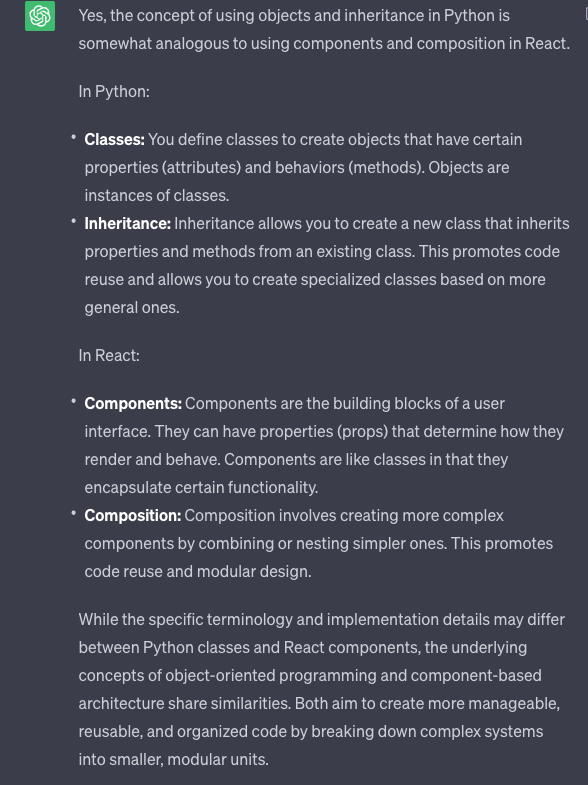 Yes, the concept of using objects and inheritance in Python is
somewhat analogous to using components and composition in React.
In Python:
• Classes: You define classes to create objects that have certain
properties (attributes) and behaviors (methods). Objects are
instances of classes.
• Inheritance: Inheritance allows you to create a new class that inherits
properties and methods from an existing class. This promotes code
reuse and allows you to create specialized classes based on more
general ones.
In React:
• Components: Components are the building blocks of a user
interface. They can have properties (props) that determine how they
render and behave. Components are like classes in that they
encapsulate certain functionality.
• Composition: Composition involves creating more complex
components by combining or nesting simpler ones. This promotes
code reuse and modular design.
While the specific terminology and implementation details may differ
between Python classes and React components, the underlying
concepts of object-oriented programming and component-based
architecture share similarities. Both aim to create more manageable,
reusable, and organized code by breaking down complex systems
into smaller, modular units.